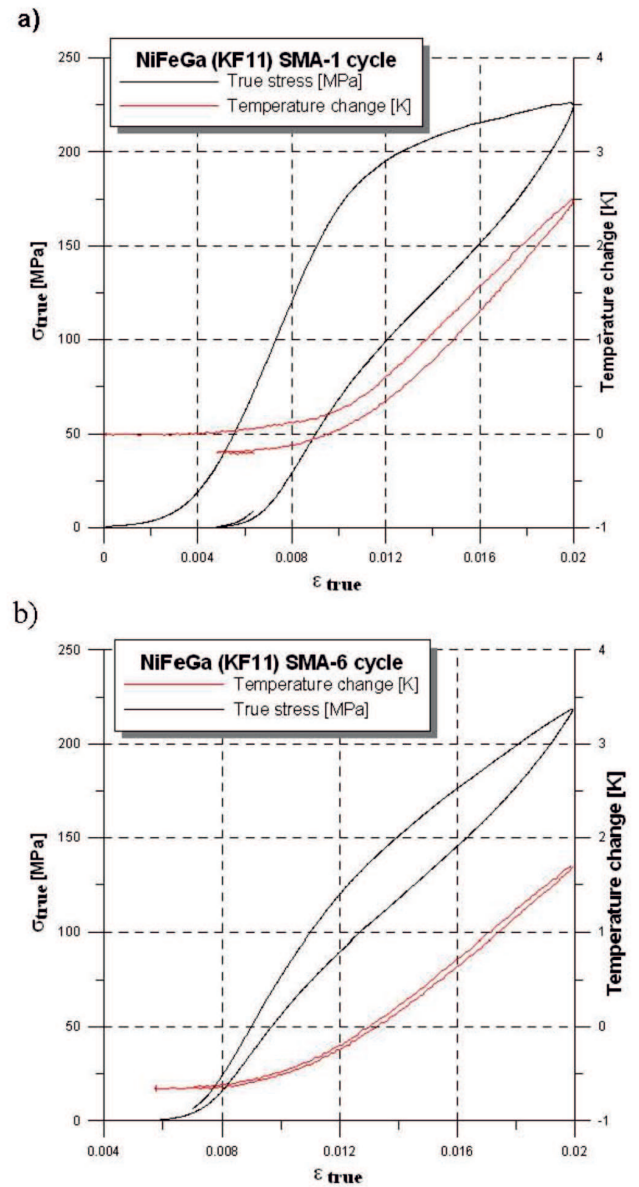 a)
NiFeGa (KF11) SMA-1 cycle
True stress [MPa]
Temperature change [K]
250
200
150
100
50
0
σtrue [MPa]
4
3
2
1
0
-1
Temperature change [K]
0
0.004
0.008
0.012
0.016
0.02
ε true
b)
NiFeGa (KF11) SMA-6 cycle
Temperature change [K]
True stress [MPa]
250
200
150
100
50
0
σtrue [MPa]
4
3
2
1
0
-1
Temperature change [K]
0.004
0.008
0.012
0.016
0.02
ε true